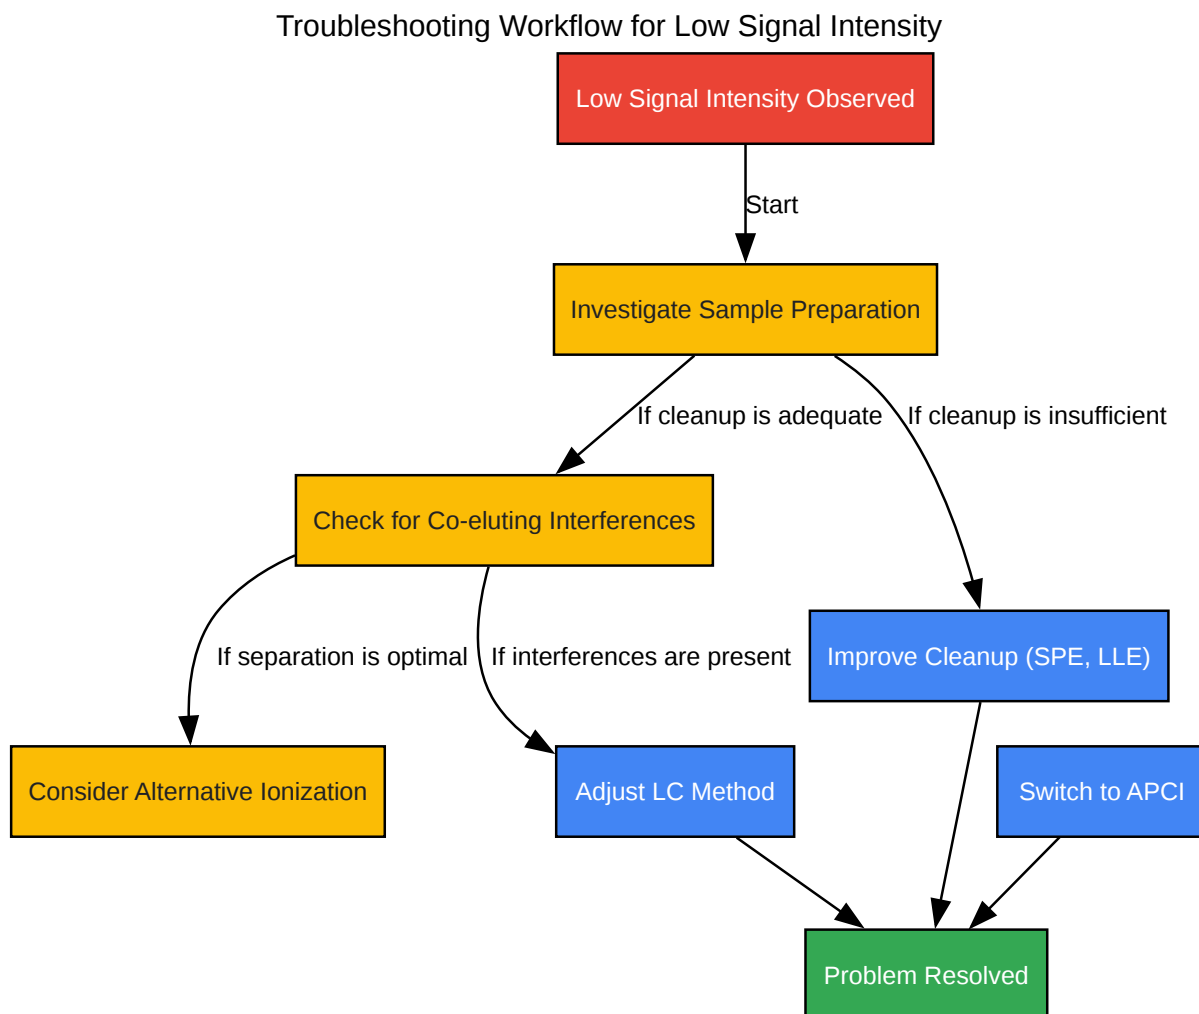 Troubleshooting Workflow for Low Signal Intensity
Low Signal Intensity Observed
Start
Investigate Sample Preparation
If cleanup is adequate
If cleanup is insufficient
Check for Co-eluting Interferences
If separation is optimal
If interferences are present
Improve Cleanup (SPE, LLE)
Consider Alternative Ionization
Adjust LC Method
Switch to APCI
Problem Resolved